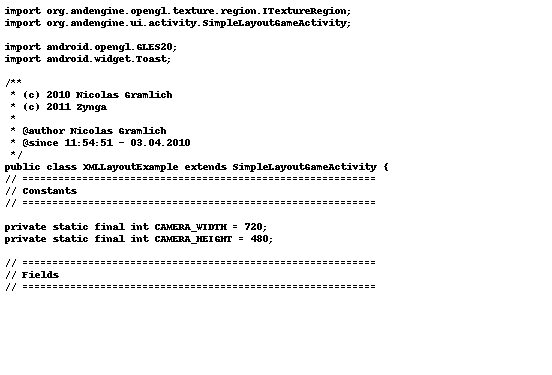 import org.andengine.opengl.texture.region.ITextureRegion;
import org.andengine.ui.activity.SimpleLayoutGameActivity;

import android.opengl.GLES20;
import android.widget.Toast;

/**
 * (c) 2010 Nicolas Gramlich
 * (c) 2011 Zynga
 *
 * @author Nicolas Gramlich
 * @since 11:54:51 - 03.04.2010
 */
public class XMLLayoutExample extends SimpleLayoutGameActivity {
// ===========================================================
// Constants
// ===========================================================

private static final int CAMERA_WIDTH = 720;
private static final int CAMERA_HEIGHT = 480;

// ===========================================================
// Fields
// ===========================================================